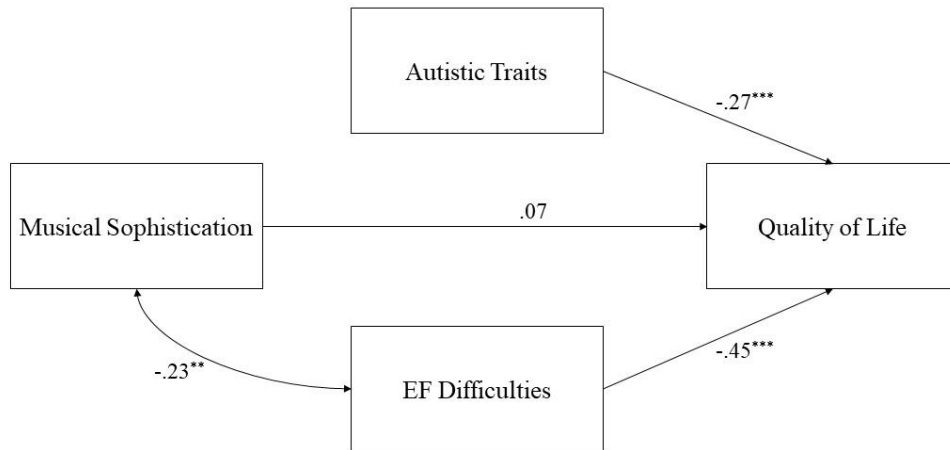 Autistic Traits
-.27***
Musical Sophistication
.07
Quality of Life
-.23**
EF Difficulties
-.45***